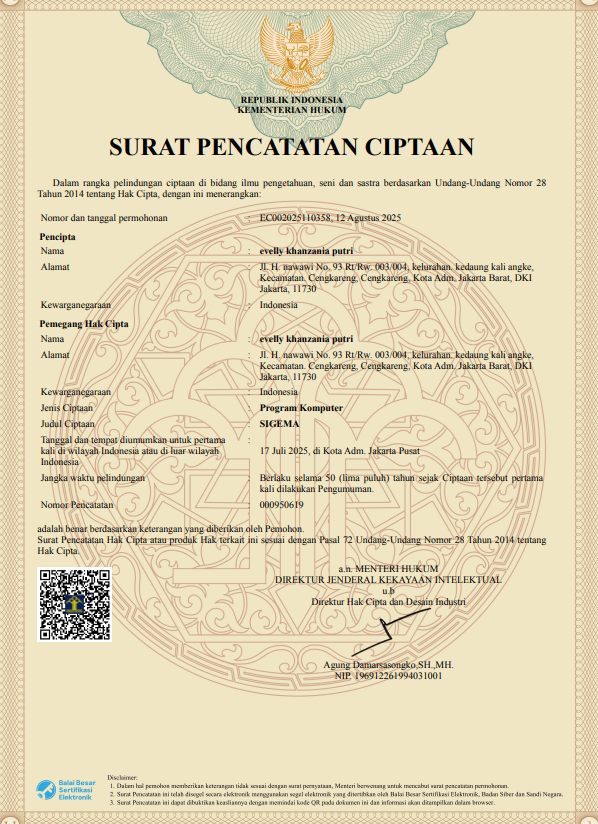 REPUBLIK INDONESIA
KEMENTERIAN HUKUM
SURAT PENCATATAN CIPTAAN
Dalam rangka pelindungan ciptaan di bidang ilmu pengetahuan, seni dan sastra berdasarkan Undang-Undang Nomor 28
Tahun 2014 tentang Hak Cipta, dengan ini menerangkan:
Nomor dan tanggal permohonan : EC002025110358, 12 Agustus 2025
Pencipta
Nama : evelly khanzania putri
Alamat : Jl. H. nawawi No. 93 Rt/Rw. 003/004, kelurahan. kedaung kali angke,
Kecamatan. Cengkareng, Cengkareng, Kota Adm. Jakarta Barat, DKI
Jakarta, 11730
Kewarganegaraan : Indonesia
Pemegang Hak Cipta
Nama : evelly khanzania putri
Alamat : Jl. H. nawawi No. 93 Rt/Rw. 003/004, kelurahan. kedaung kali angke,
Kecamatan. Cengkareng, Cengkareng, Kota Adm. Jakarta Barat, DKI
Jakarta, 11730
Kewarganegaraan : Indonesia
Jenis Ciptaan : Program Komputer
Judul Ciptaan : SIGEMA
Tanggal dan tempat diumumkan untuk pertama :
kali di wilayah Indonesia atau di luar wilayah 17 Juli 2025, di Kota Adm. Jakarta Pusat
Indonesia
Jangka waktu pelindungan : Berlaku selama 50 (lima puluh) tahun sejak Ciptaan tersebut pertama
kali dilakukan Pengumuman.
Nomor Pencatatan : 000950619
adalah benar berdasarkan keterangan yang diberikan oleh Pemohon.
Surat Pencatatan Hak Cipta atau produk Hak terkait ini sesuai dengan Pasal 72 Undang-Undang Nomor 28 Tahun 2014 tentang
Hak Cipta.
a.n. MENTERI HUKUM
DIREKTUR JENDERAL KEKAYAAN INTELEKTUAL
u.b
Direktur Hak Cipta dan Desain Industri
Agung Damarsasongko,SH.,MH.
NIP. 196912261994031001
Balai Besar
Sertifikasi
Elektronik
Disclaimer:
1. Dalam hal pemohon memberikan keterangan tidak sesuai dengan surat pernyataan, Menteri berwenang untuk mencabut surat pencatatan permohonan.
2. Surat Pencatatan ini telah disegel secara elektronik menggunakan segel elektronik yang diterbitkan oleh Balai Besar Sertifikasi Elektronik, Badan Siber dan Sandi Negara.
3. Surat Pencatatan ini dapat dibuktikan keasliannya dengan memindai kode QR pada dokumen ini dan informasi akan ditampilkan dalam browser.